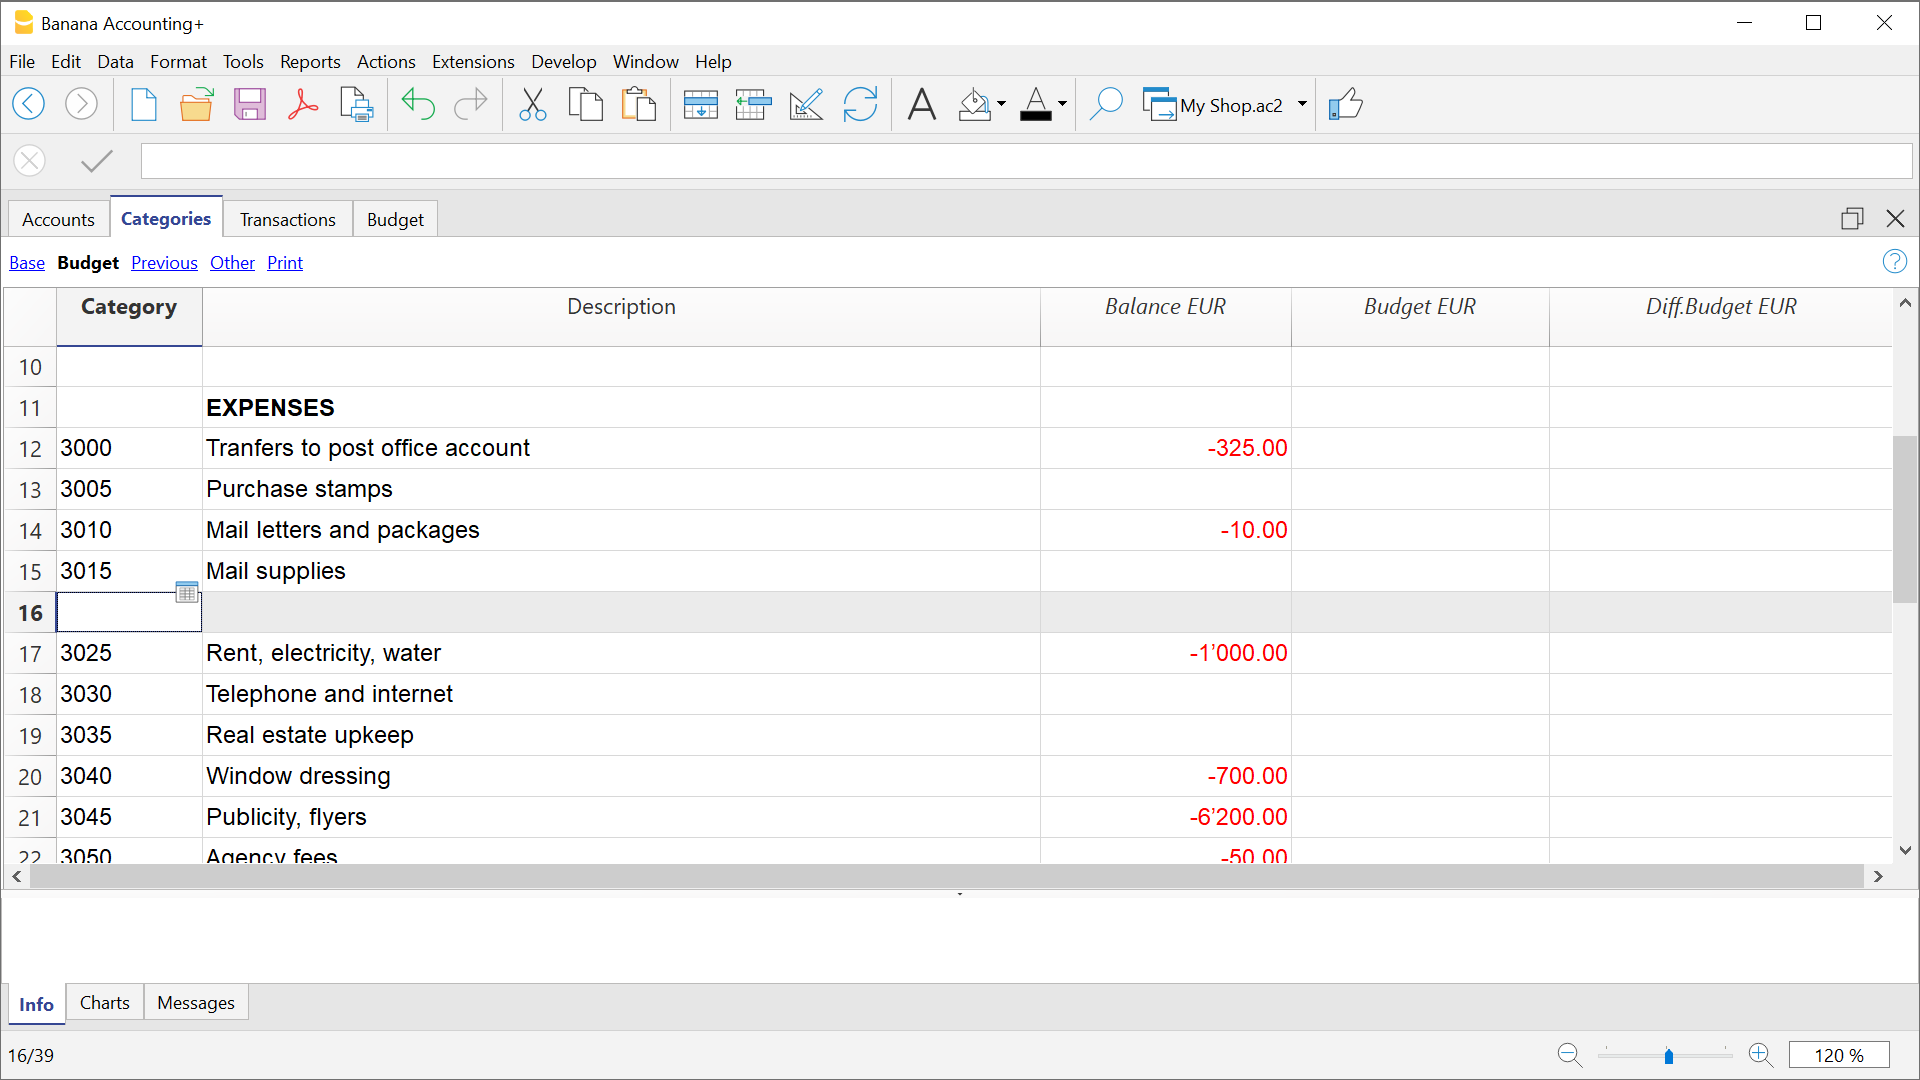 Banana Accounting+
File Edit Data Format Tools Reports Actions Extensions Develop Window Help
My Shop.ac2
Accounts Categories Transactions Budget
Base Budget Previous Other Print
Category Description Balance EUR Budget EUR Diff.Budget EUR
10
11 EXPENSES
12 3000 Tranfers to post office account -325.00
13 3005 Purchase stamps
14 3010 Mail letters and packages -10.00
15 3015 Mail supplies
16
17 3025 Rent, electricity, water -1’000.00
18 3030 Telephone and internet
19 3035 Real estate upkeep
20 3040 Window dressing -700.00
21 3045 Publicity, flyers -6’200.00
22 3050 Agency fees -50.00
Info Charts Messages
16/39
120 %